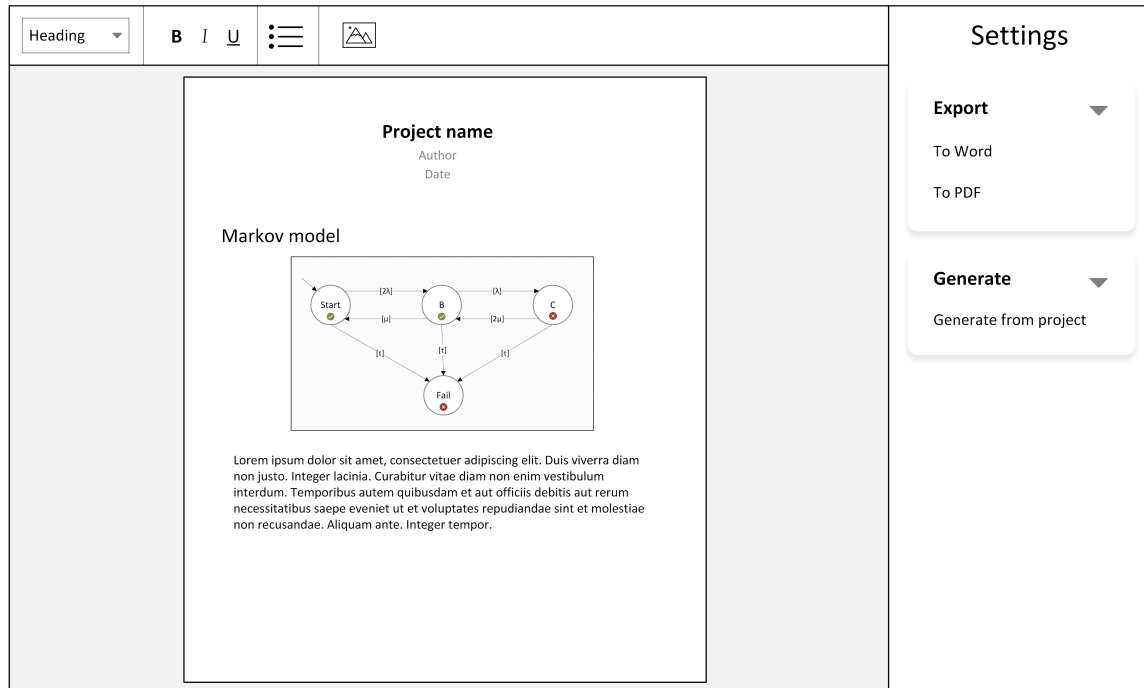 Heading
B I U
Settings
Export
To Word
To PDF
Generate
Generate from project
Project name
Author
Date
Markov model
[2λ]
[λ]
Start
B
C
[μ]
[2μ]
[τ]
[τ]
[τ]
Fail
Lorem ipsum dolor sit amet, consectetuer adipiscing elit. Duis viverra diam
non justo. Integer lacinia. Curabitur vitae diam non enim vestibulum
interdum. Temporibus autem quibusdam et aut officiis debitis aut rerum
necessitatibus saepe eveniet ut et voluptates repudiandae sint et molestiae
non recusandae. Aliquam ante. Integer tempor.